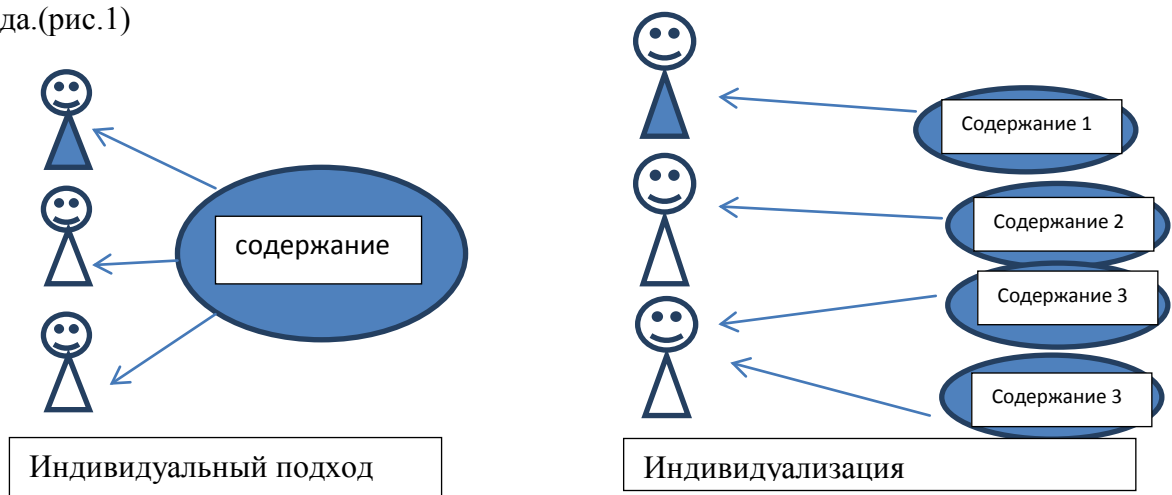 да.(рис.1)
содержание
Индивидуальный подход
Содержание 1
Содержание 2
Содержание 3
Содержание 3
Индивидуализация